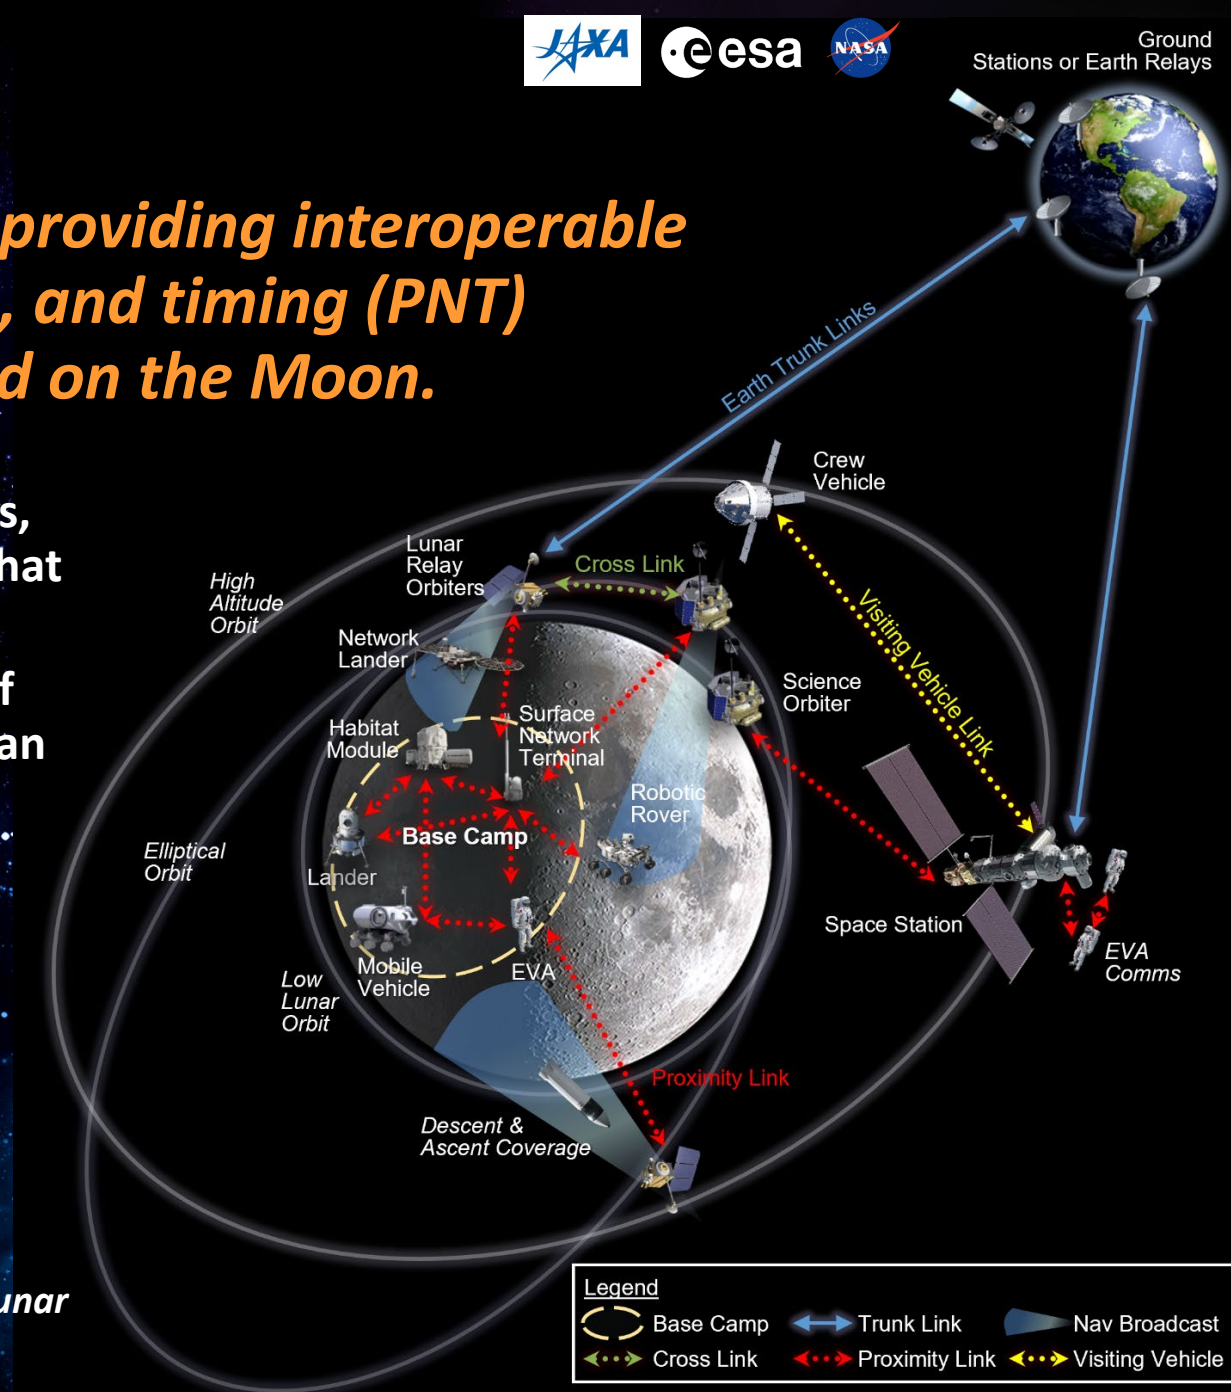 JAXA
esa
NASA
Ground
Stations or Earth Relays
providing interoperable
, and timing (PNT)
d on the Moon.
Earth Trunk Links
s,
hat
f
an
Crew
Vehicle
Lunar
Relay
Orbiters
Cross Link
High
Altitude
Orbit
Network
Lander
Visiting Vehicle Link
Science
Orbiter
Habitat
Module
Surface
Network
Terminal
Robotic
Rover
Base Camp
Elliptical
Orbit
Lander
Space Station
EVA
Comms
Mobile
Vehicle
EVA
Low
Lunar
Orbit
Proximity Link
Descent &
Ascent Coverage
unar
Legend
Base Camp
Trunk Link
Nav Broadcast
Cross Link
Proximity Link
Visiting Vehicle